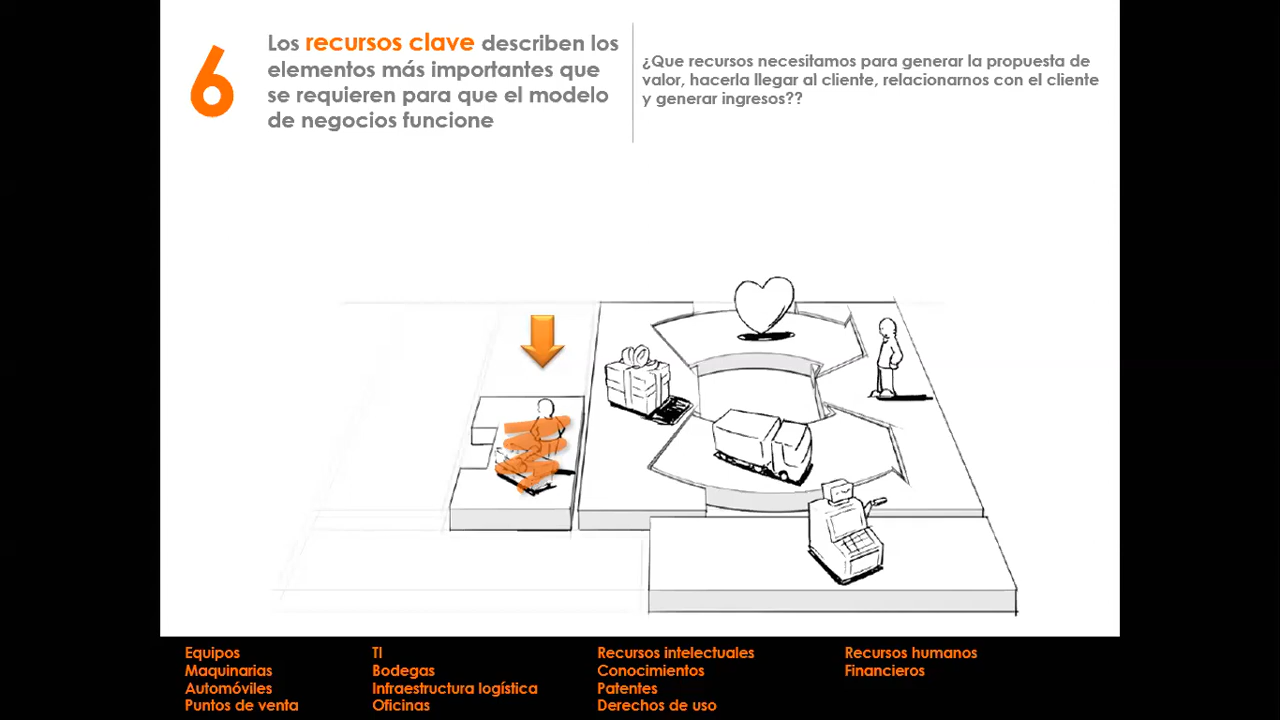 6
Los recursos clave describen los
elementos más importantes que
se requieren para que el modelo
de negocios funcione
¿Que recursos necesitamos para generar la propuesta de
valor, hacerla llegar al cliente, relacionarnos con el cliente
y generar ingresos??
Equipos
Maquinarias
Automóviles
Puntos de venta
TI
Bodegas
Infraestructura logística
Oficinas
Recursos intelectuales
Conocimientos
Patentes
Derechos de uso
Recursos humanos
Financieros